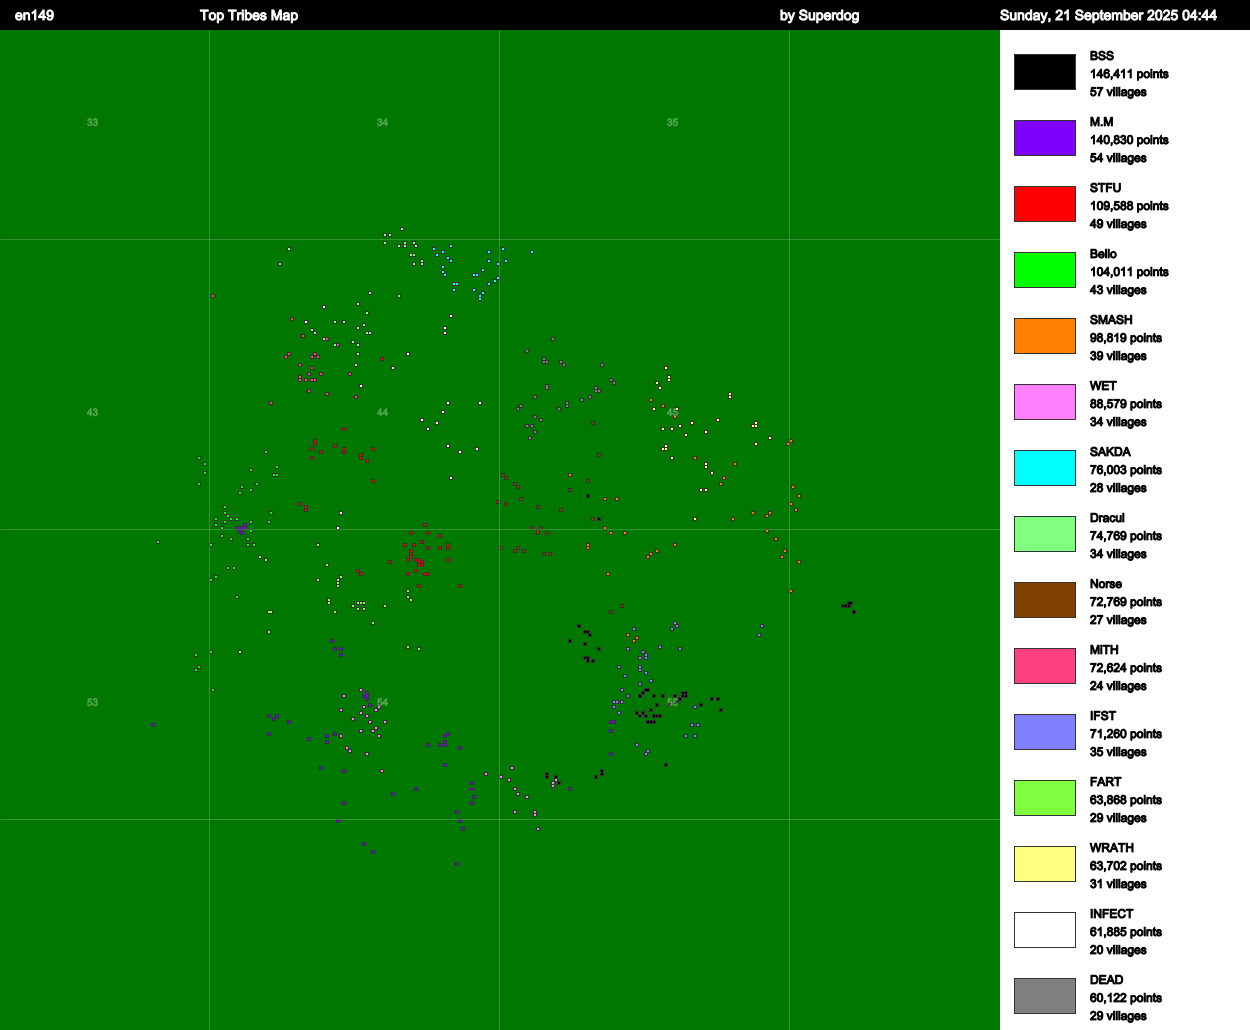 en149 Top Tribes Map by Superdog Sunday, 21 September 2025 04:44
33 34 35
43 44 45
53 54 55
BSS
146,411 points
57 villages
M.M
140,830 points
54 villages
STFU
109,588 points
49 villages
Bello
104,011 points
43 villages
SMASH
98,819 points
39 villages
WET
88,579 points
34 villages
SAKDA
76,003 points
28 villages
Dracul
74,769 points
34 villages
Norse
72,769 points
27 villages
MITH
72,624 points
24 villages
IFST
71,260 points
35 villages
FART
63,868 points
29 villages
WRATH
63,702 points
31 villages
INFECT
61,885 points
20 villages
DEAD
60,122 points
29 villages